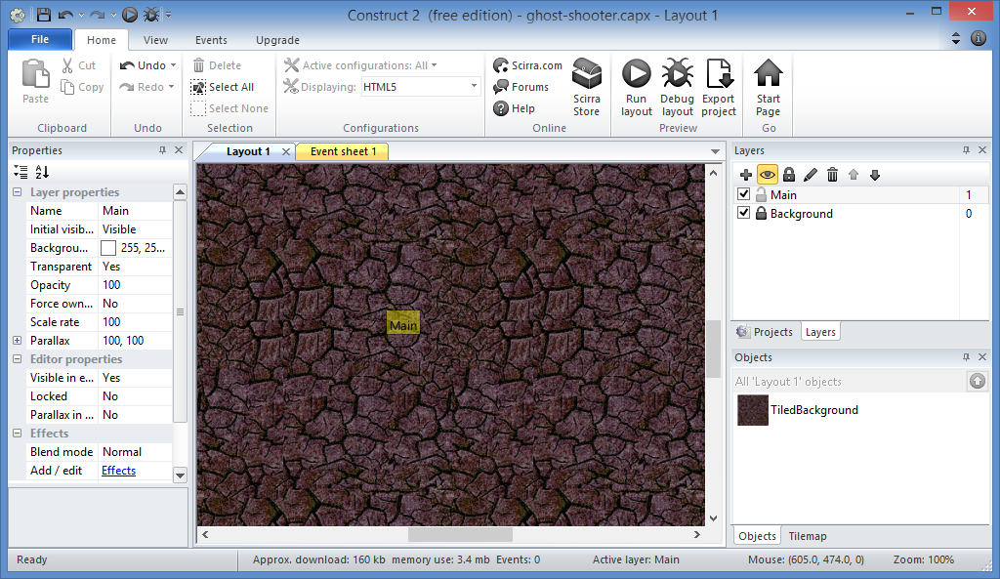 Construct 2 (free edition) - ghost-shooter.capx - Layout 1
File Home View Events Upgrade
Paste Cut Copy
Clipboard
Undo
Redo
Undo
Delete
Select All
Select None
Selection
Active configurations: All
Displaying: HTML5
Configurations
Scirra.com
Forums
Help
Scirra Store
Online
Run layout
Debug layout
Export project
Preview
Start Page
Go
Properties
A
Z
Layer properties
Name Main
Initial visib... Visible
Backgrou... 255, 25...
Transparent Yes
Opacity 100
Force own... No
Scale rate 100
Parallax 100, 100
Editor properties
Visible in e... Yes
Locked No
Parallax in ... No
Effects
Blend mode Normal
Add / edit Effects
Layout 1 Event sheet 1
Main
Layers
Main 1
Background 0
Projects Layers
Objects
All 'Layout 1' objects
TiledBackground
Objects Tilemap
Ready Approx. download: 160 kb memory use: 3.4 mb Events: 0 Active layer: Main Mouse: (605.0, 474.0, 0) Zoom: 100%